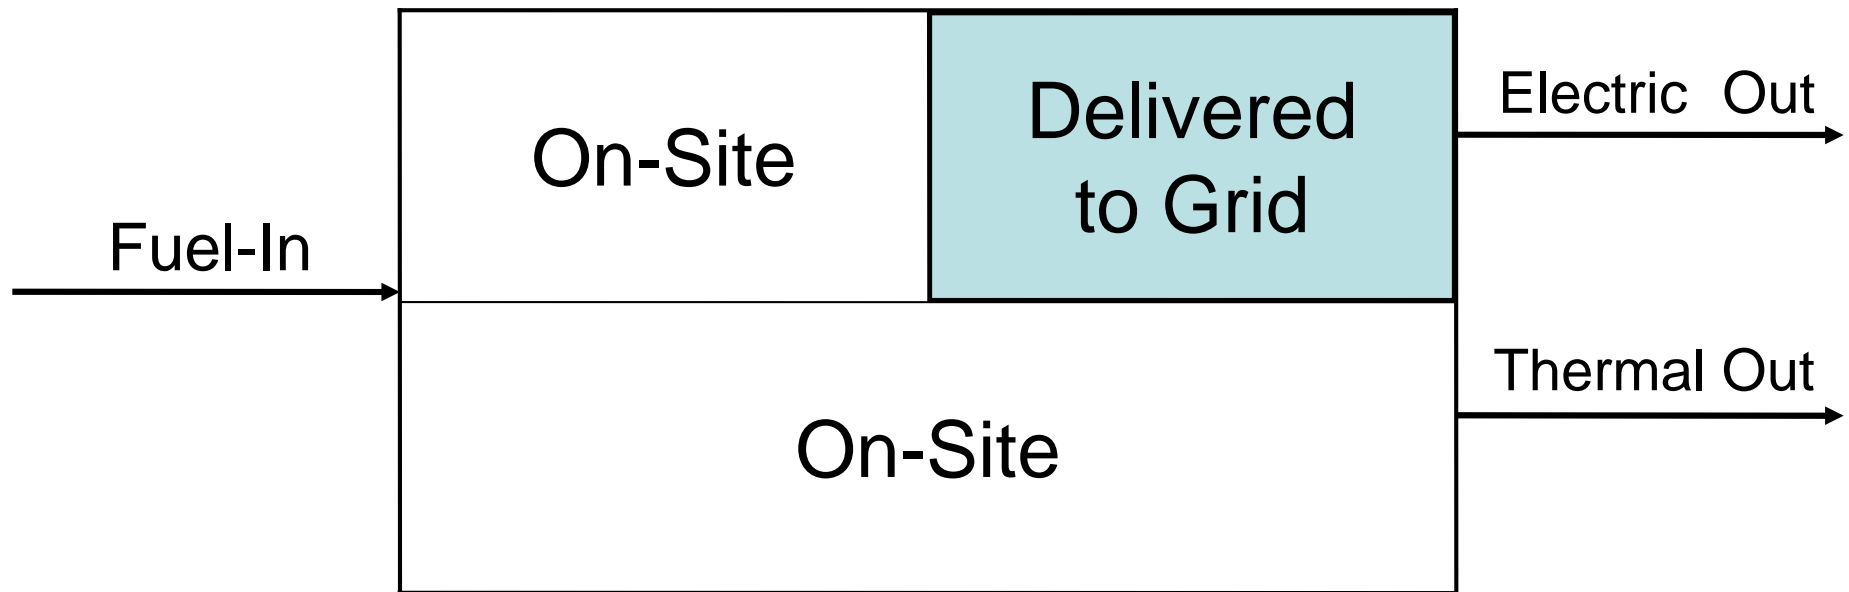 Fuel-In
On-Site
Delivered
to Grid
Electric Out
On-Site
Thermal Out